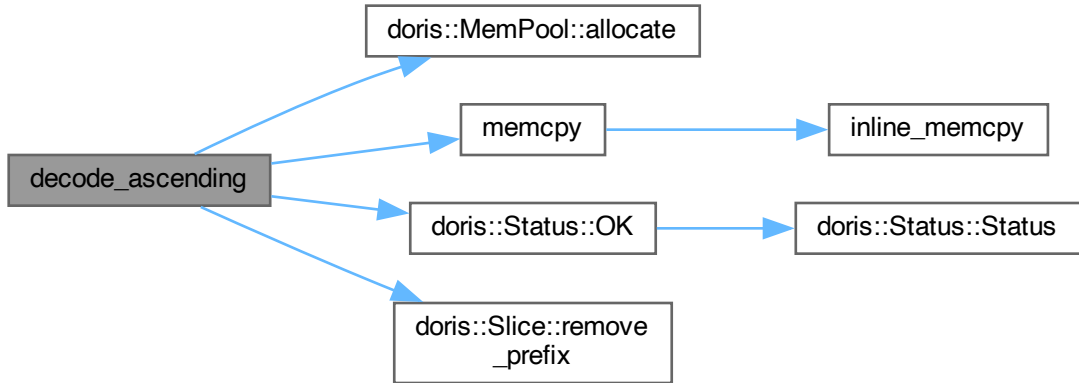 doris::MemPool::allocate
memcpy
inline_memcpy
decode_ascending
doris::Status::OK
doris::Status::Status
doris::Slice::remove
_prefix